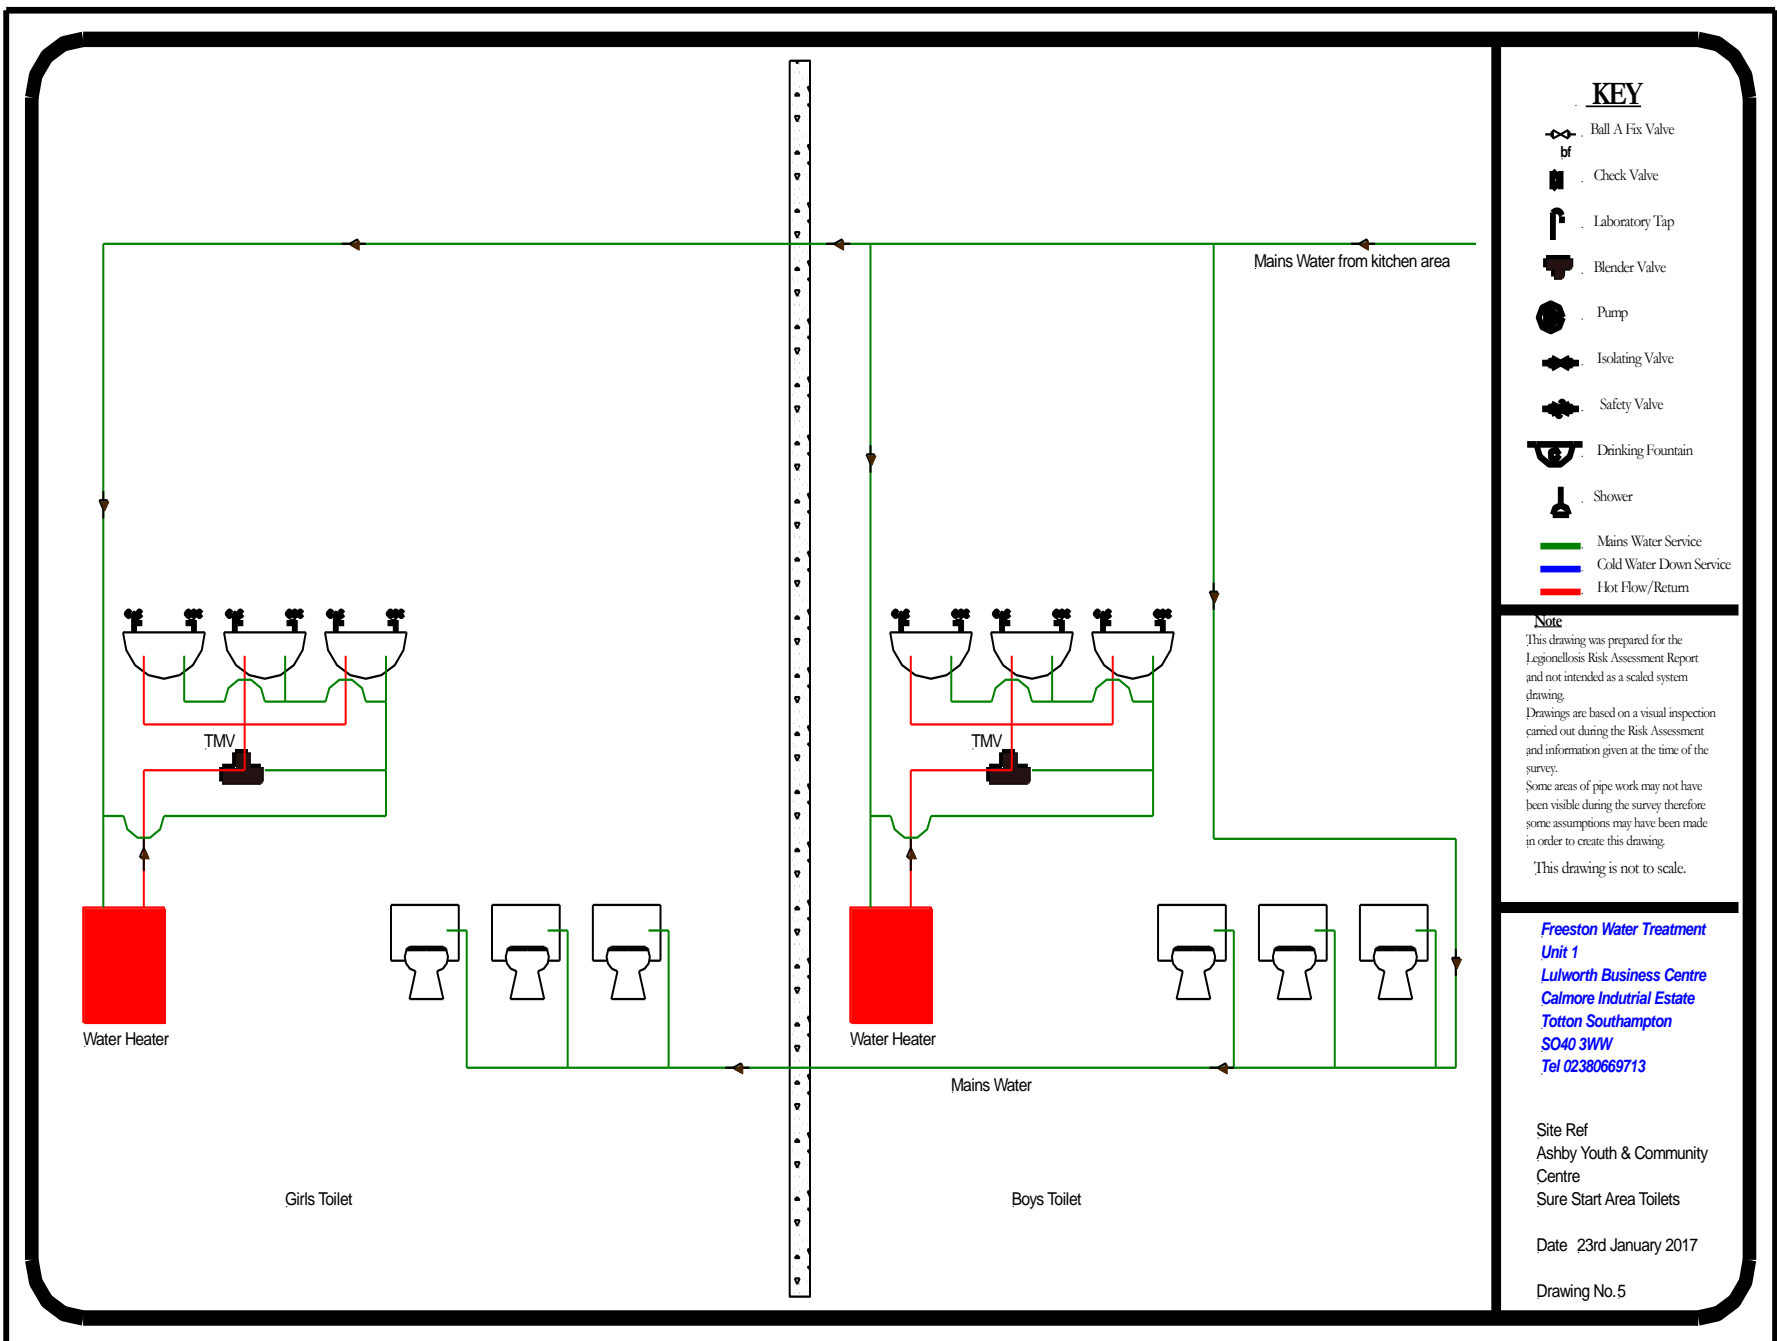 Mains Water from kitchen area
TMV
TMV
Water Heater
Water Heater
Mains Water
Girls Toilet
Boys Toilet
KEY
Ball A Fix Valve
bf
Check Valve
Laboratory Tap
Blender Valve
Pump
Isolating Valve
Safety Valve
Drinking Fountain
Shower
Mains Water Service
Cold Water Down Service
Hot Flow/Return
Note
This drawing was prepared for the
Legionellosis Risk Assessment Report
and not intended as a scaled system
drawing.
Drawings are based on a visual inspection
carried out during the Risk Assessment
and information given at the time of the
survey.
Some areas of pipe work may not have
been visible during the survey therefore
some assumptions may have been made
in order to create this drawing.
This drawing is not to scale.
Freeston Water Treatment
Unit 1
Lulworth Business Centre
Calmore Indutrial Estate
Totton Southampton
SO40 3WW
Tel 02380669713
Site Ref
Ashby Youth & Community
Centre
Sure Start Area Toilets
Date 23rd January 2017
Drawing No.5